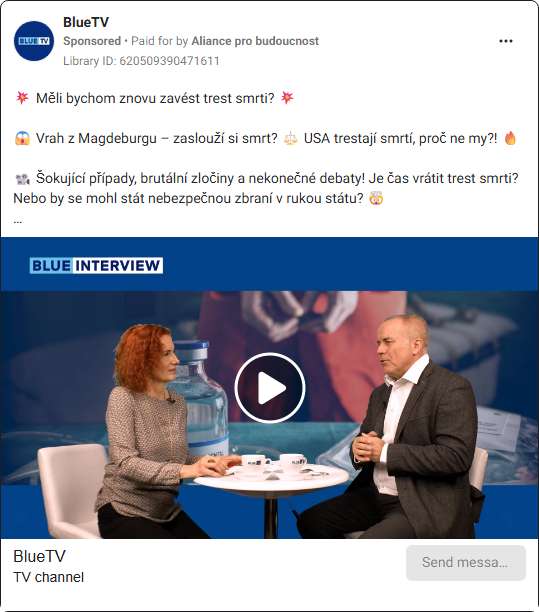 BlueTV
Sponsored • Paid for by Aliance pro budoucnost
BLUE TV
Library ID: 620509390471611
💥 Měli bychom znovu zavést trest smrti? 💥
😱 Vrah z Magdeburgu – zaslouží si smrt? ⚖️ USA trestají smrtí, proč ne my?! 🔥
📽️ Šokující případy, brutální zločiny a nekonečné debaty! Je čas vrátit trest smrti?
Nebo by se mohl stát nebezpečnou zbraní v rukou státu? 🤯
...
BLUE INTERVIEW
BlueTV
TV channel
Send messa...